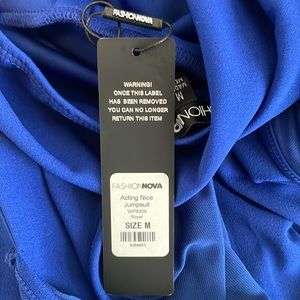 FASHIONNOVA
WARNING!
ONCE THIS LABEL
HAS BEEN REMOVED
YOU CAN NO LONGER
RETURN THIS ITEM
FASHIONNOVA
Acting Nice
Jumpsuit
Royal
SIZE M
M